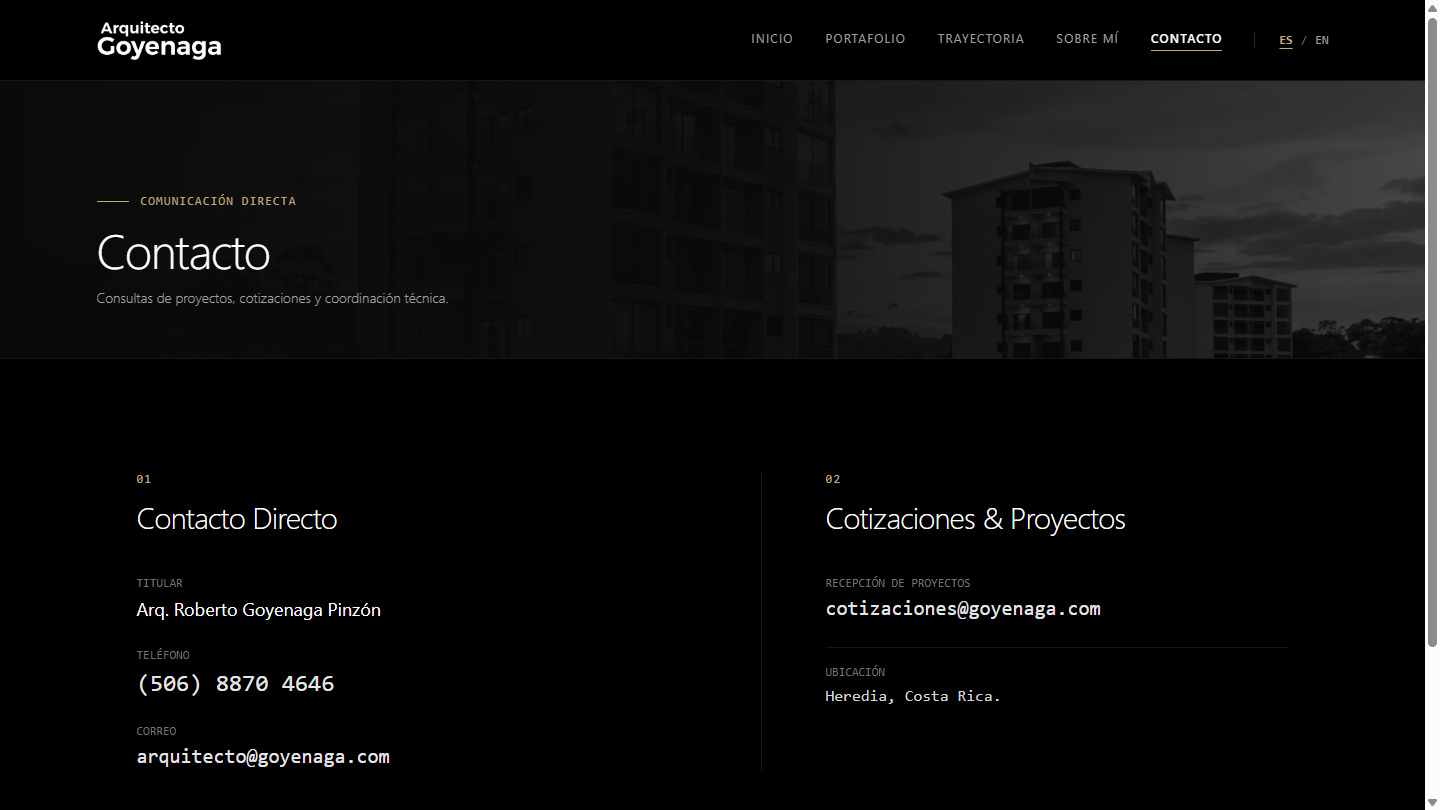 Arquitecto
Goyenaga
INICIO PORTAFOLIO TRAYECTORIA SOBRE MÍ CONTACTO ES / EN
COMUNICACIÓN DIRECTA
Contacto
Consultas de proyectos, cotizaciones y coordinación técnica.
01
Contacto Directo
TITULAR
Arq. Roberto Goyenaga Pinzón
TELÉFONO
(506) 8870 4646
CORREO
arquitecto@goyenaga.com
02
Cotizaciones & Proyectos
RECEPCIÓN DE PROYECTOS
cotizaciones@goyenaga.com
UBICACIÓN
Heredia, Costa Rica.